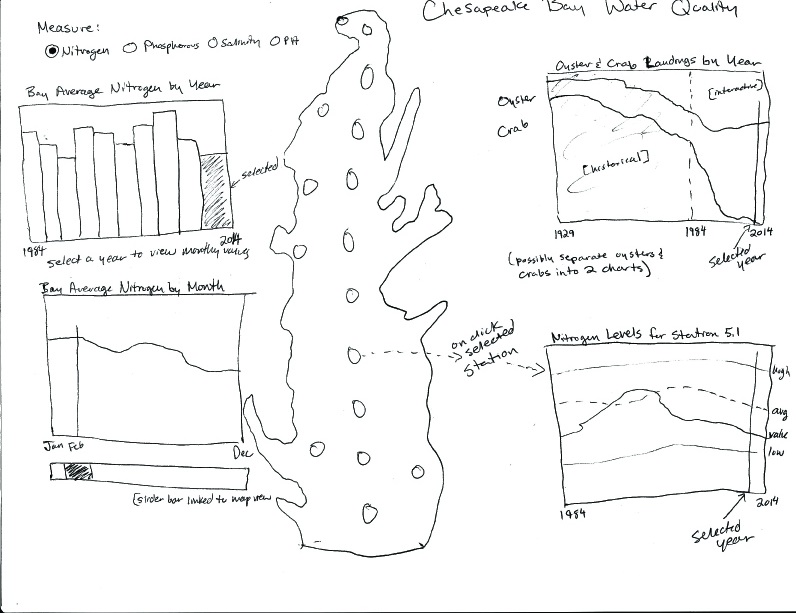 Chesapeake Bay Water Quality
Measure:
Nitrogen Phosphorous Salinity PH
Bay Average Nitrogen by Year
selected
1984 2014
select a year to view monthly values
Bay Average Nitrogen by Month
Jan Feb Dec
[slider bar linked to map view
on click
selected
Station
Oyster & Crab Landings by Year
Oyster
Crab
[interactive]
[historical]
1929 1984 2014
selected
year
(possibly separate oysters &
crabs into 2 charts)
Nitrogen Levels for Station 5.1
high
avg
value
low
1984 2014
selected
year